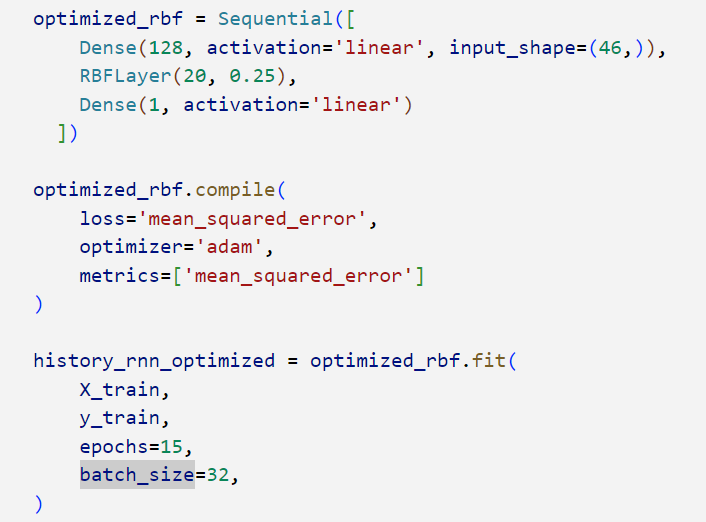 optimized_rbf = Sequential([
    Dense(128, activation='linear', input_shape=(46,)),
    RBFLayer(20, 0.25),
    Dense(1, activation='linear')
  ])

optimized_rbf.compile(
    loss='mean_squared_error',
    optimizer='adam',
    metrics=['mean_squared_error']
)

history_rnn_optimized = optimized_rbf.fit(
    X_train,
    y_train,
    epochs=15,
    batch_size=32,
)